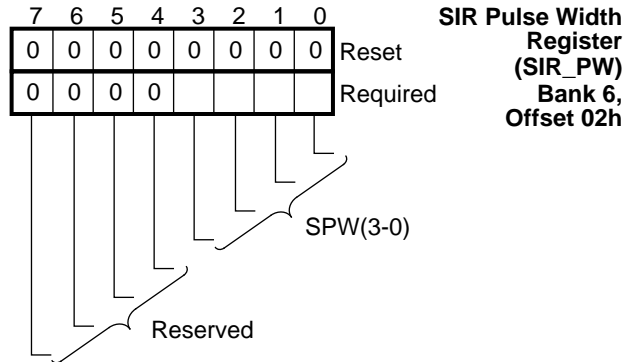 7 6 5 4 3 2 1 0
0 0 0 0 0 0 0 0 Reset
0 0 0 0 Required
SIR Pulse Width
Register
(SIR_PW)
Bank 6,
Offset 02h
SPW(3-0)
Reserved